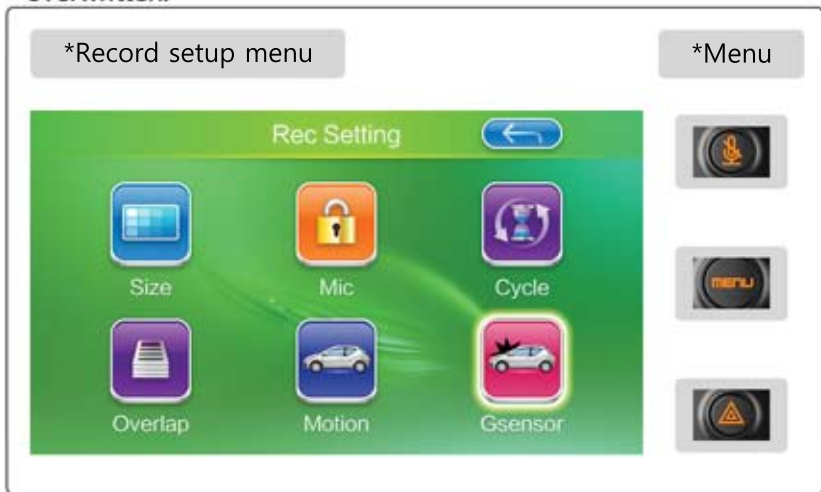 *Record setup menu
*Menu
Rec Setting
Size
Mic
Cycle
MENU
Overlap
Motion
Gsensor